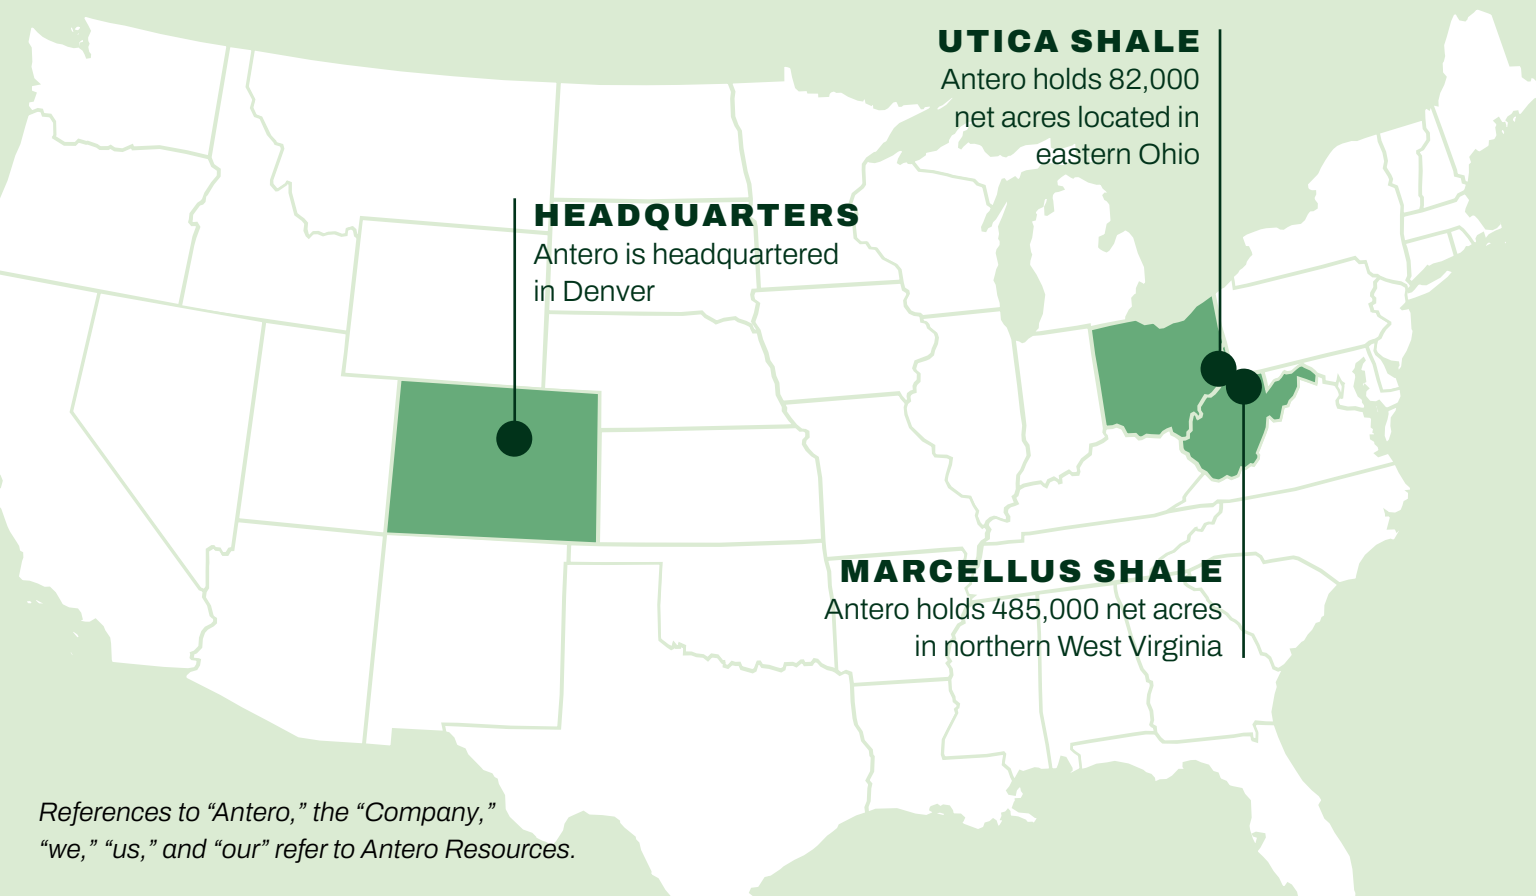 UTICA SHALE
Antero holds 82,000
net acres located in
eastern Ohio
HEADQUARTERS
Antero is headquartered
in Denver
MARCELLUS SHALE
Antero holds 485,000 net acres
in northern West Virginia
References to “Antero,” the “Company,”
“we,” “us,” and “our” refer to Antero Resources.